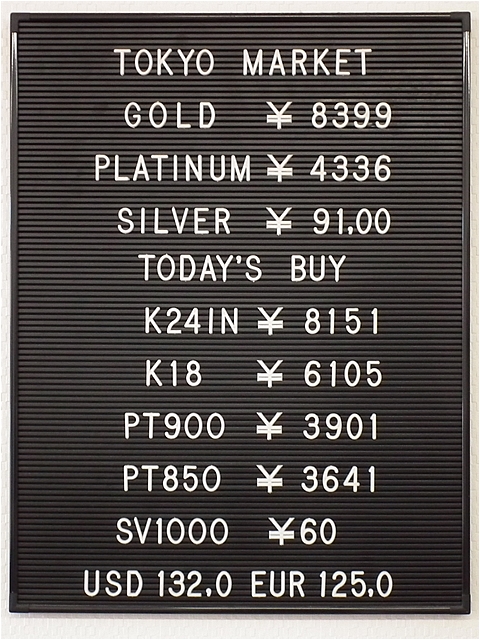 TOKYO MARKET
GOLD ¥ 8399
PLATINUM ¥ 4336
SILVER ¥ 91.00
TODAY'S BUY
K24IN ¥ 8151
K18 ¥ 6105
PT900 ¥ 3901
PT850 ¥ 3641
SV1000 ¥60
USD 132.0 EUR 125.0